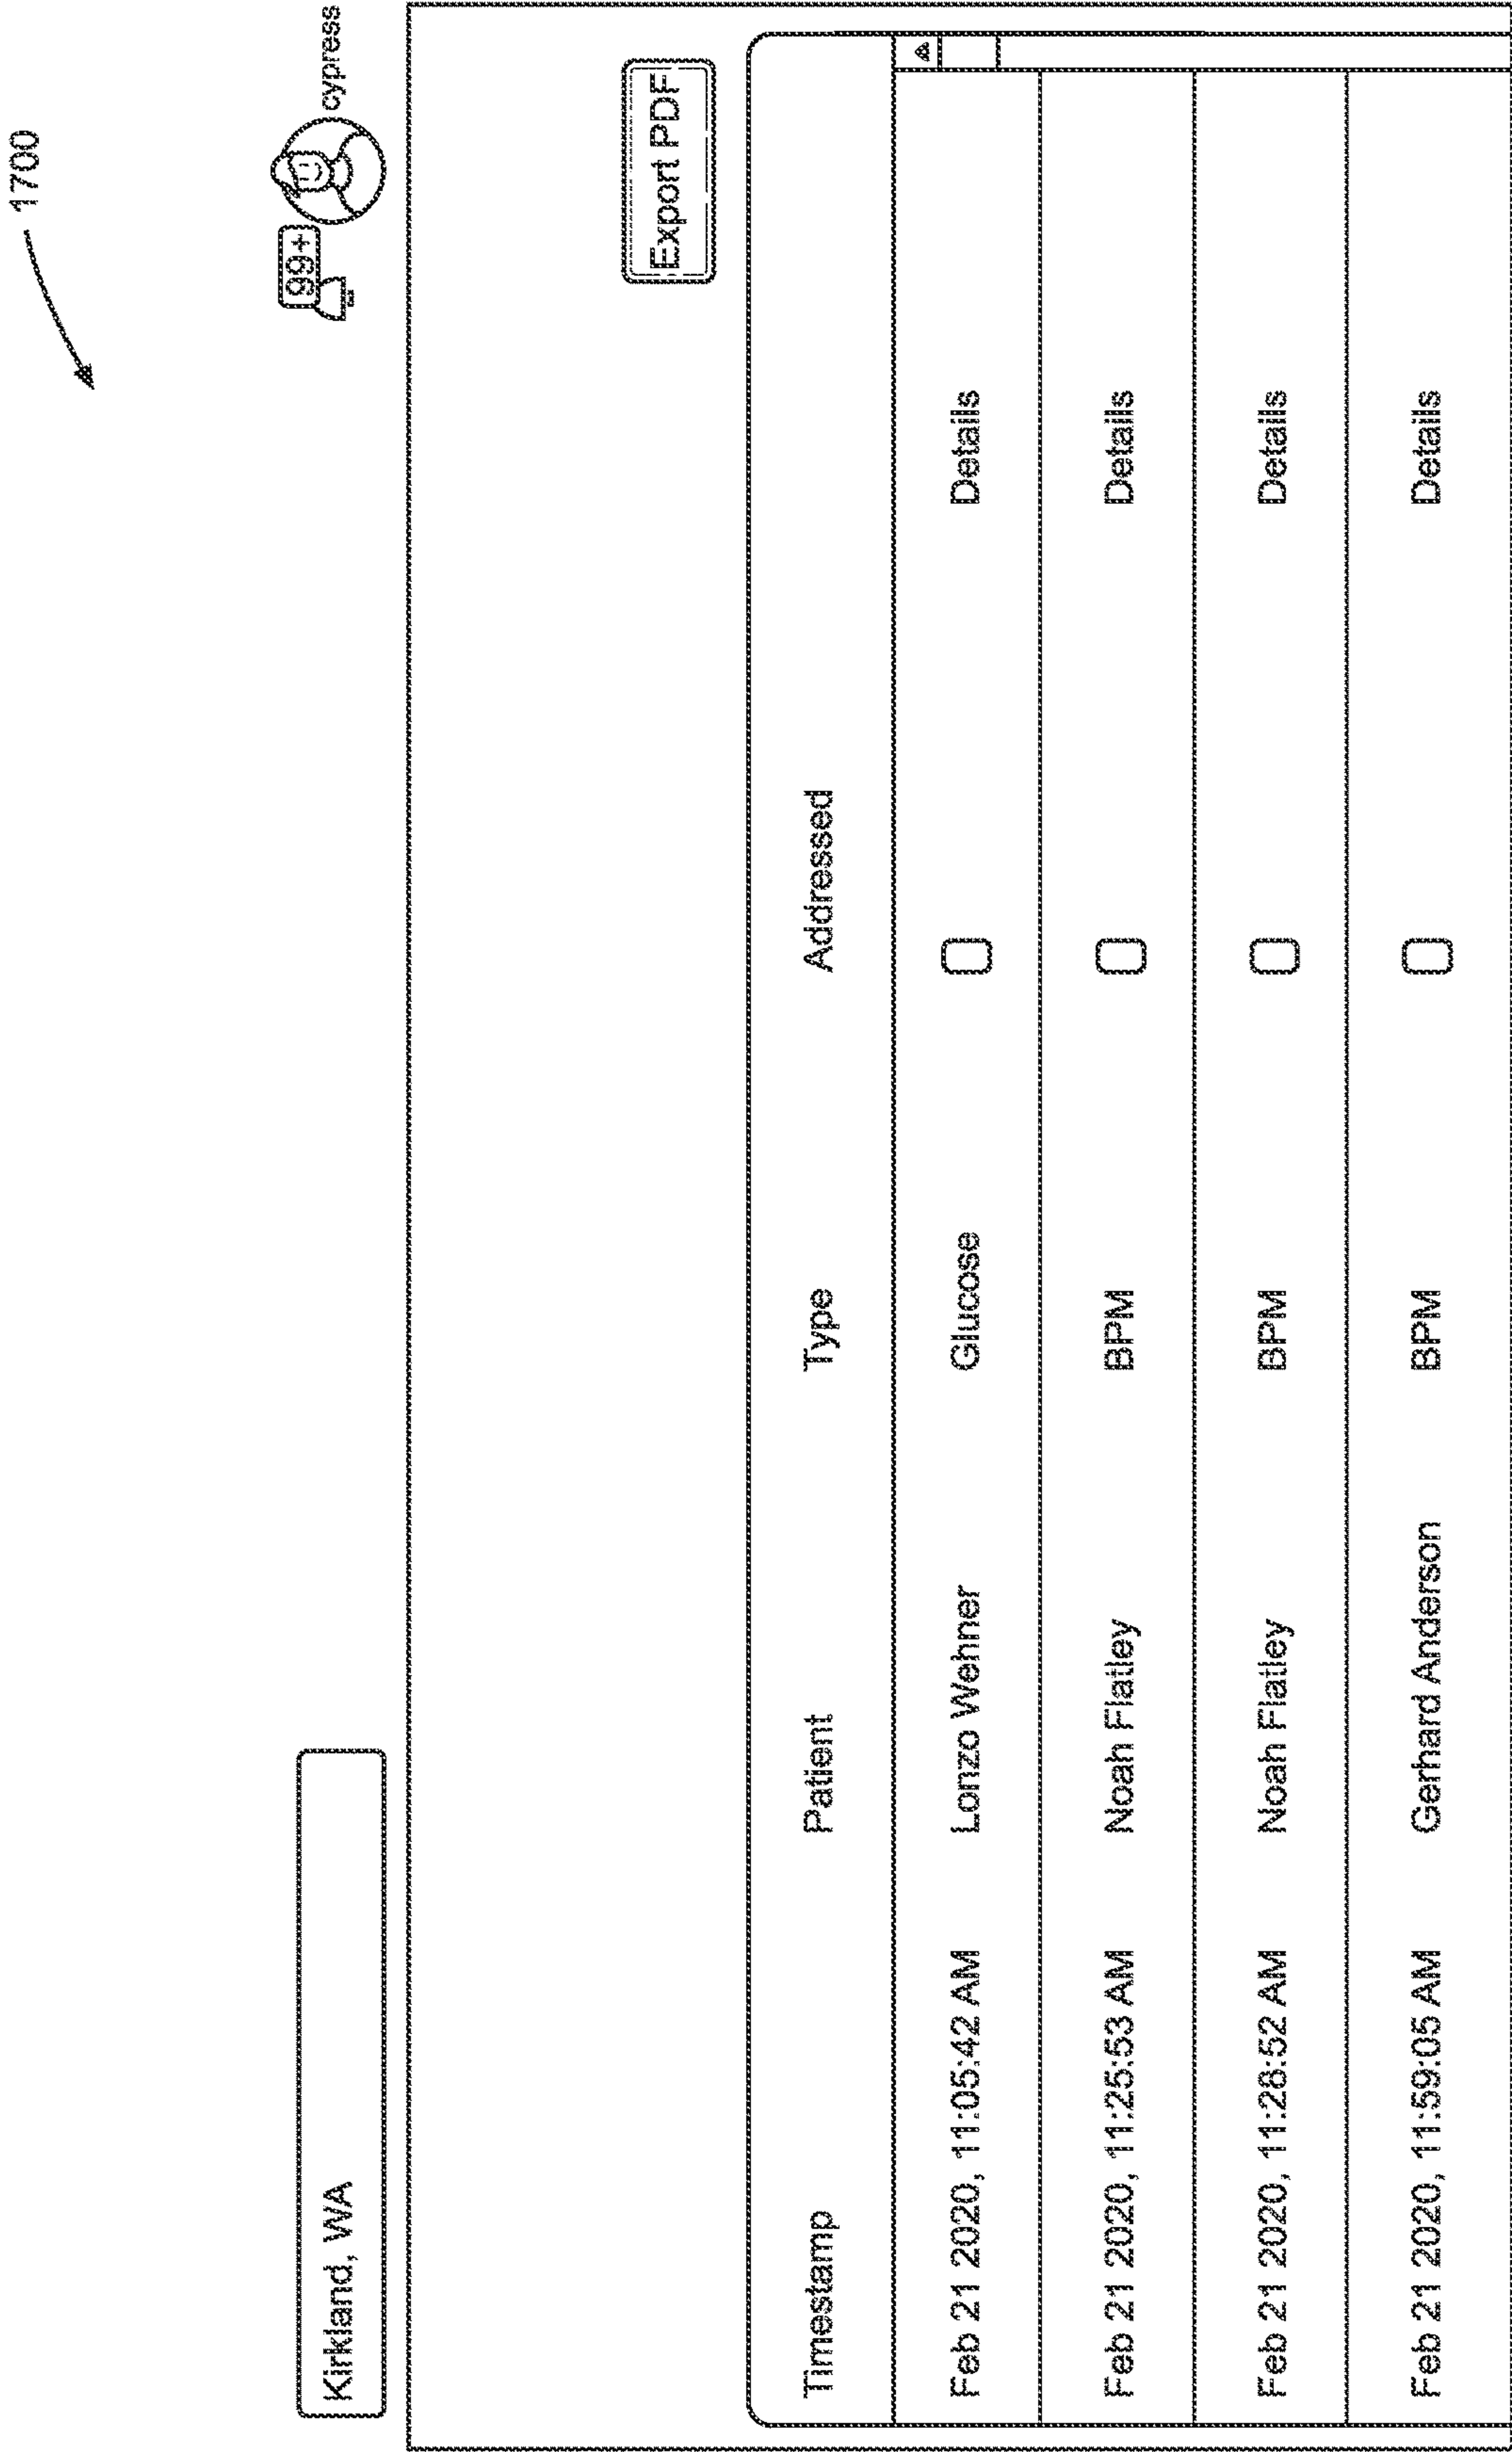 1700
Kirkland, WA 99+ cypress
Export PDF
Timestamp Patient Type Addressed
Feb 21 2020, 11:05:42 AM Lonzo Wehner Glucose Details
Feb 21 2020, 11:25:53 AM Noah Flatley BPM Details
Feb 21 2020, 11:28:52 AM Noah Flatley BPM Details
Feb 21 2020, 11:59:05 AM Gerhard Anderson BPM Details